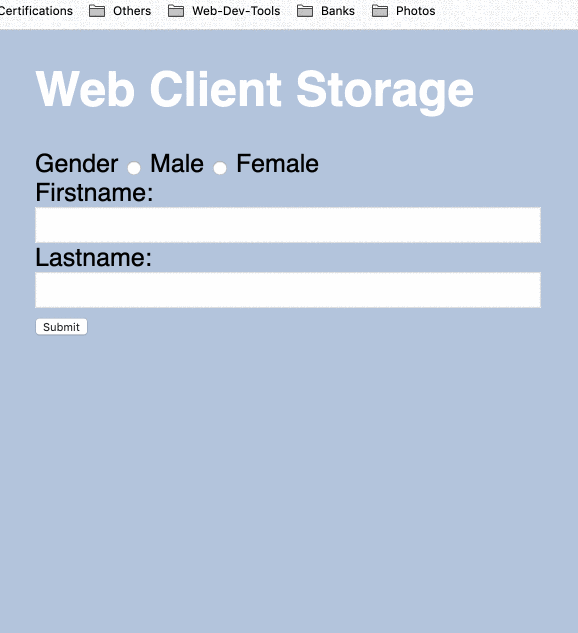 Certifications Others Web-Dev-Tools Banks Photos
Web Client Storage
Gender Male Female
Firstname:
Lastname:
Submit